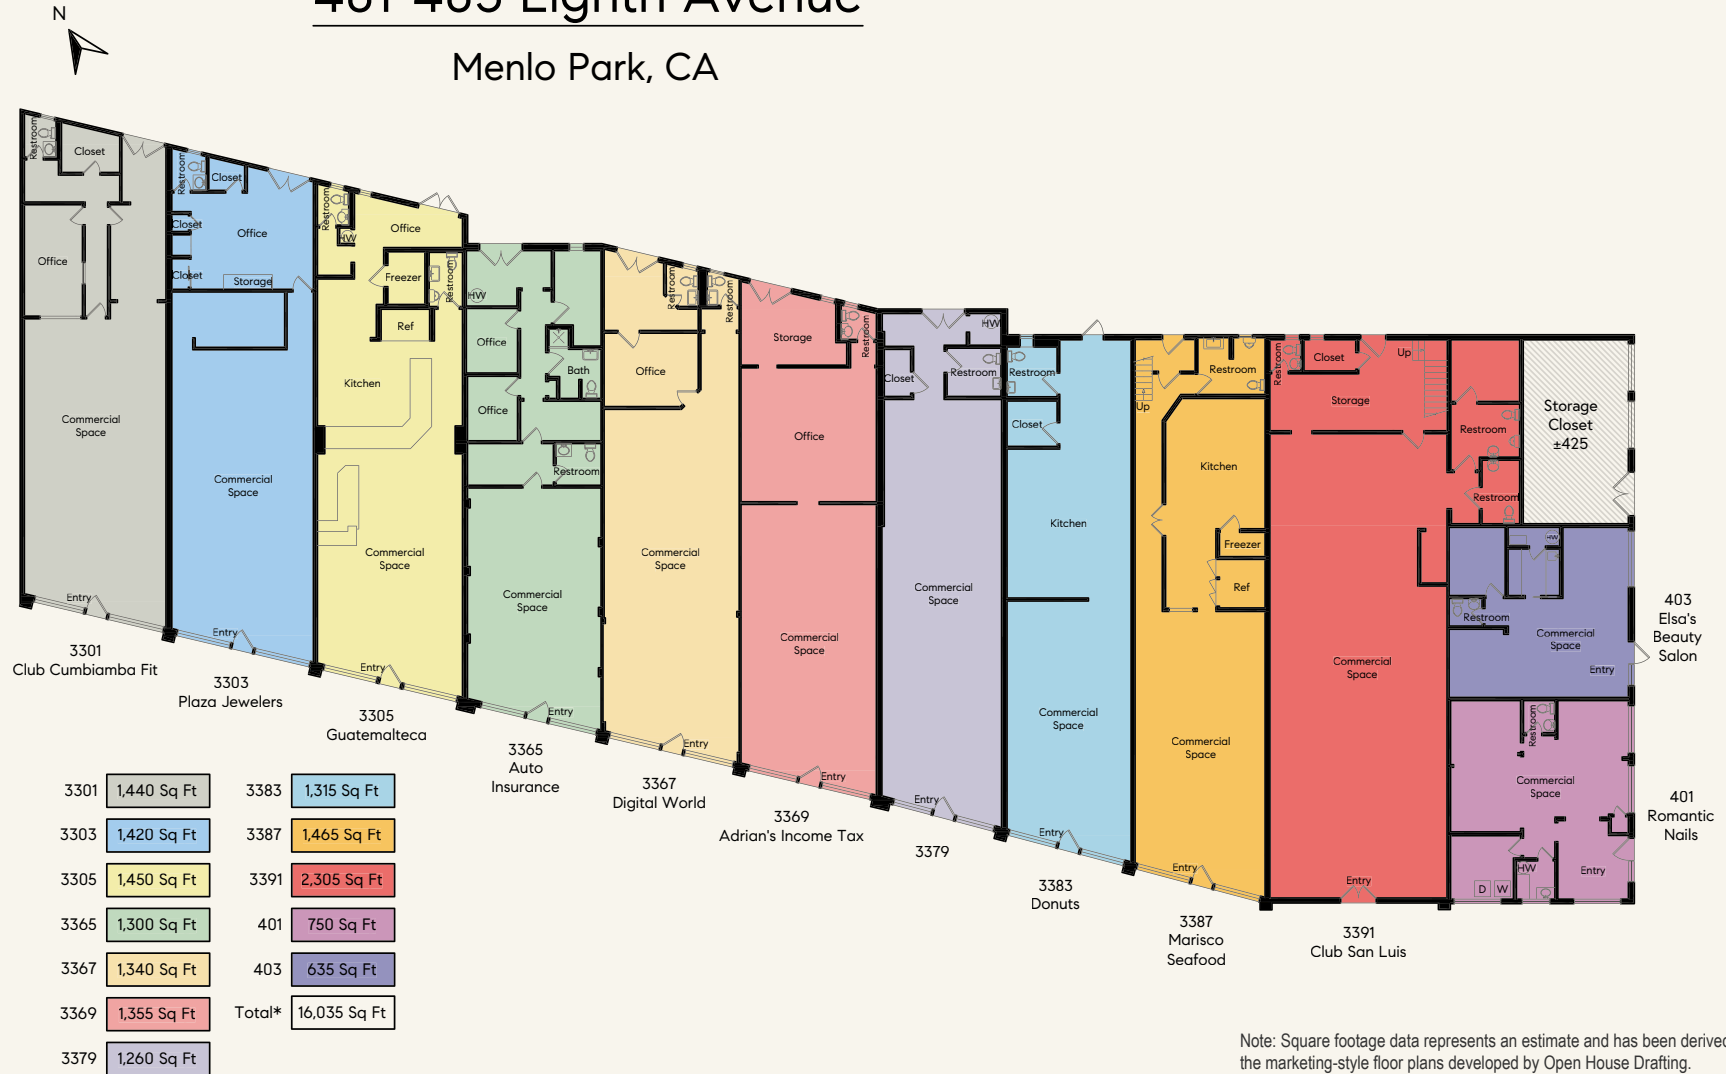 461-483 Eighth Avenue
Menlo Park, CA
N
Restroom
Closet
Office
Commercial
Space
Entry
3301
Club Cumbiamba Fit
Restroom
Closet
Closet
Office
Closet
Storage
Commercial
Space
Entry
3303
Plaza Jewelers
Restroom
HW
Office
Freezer
Restroom
Ref
Kitchen
Commercial
Space
Entry
3305
Guatemalteca
HW
Office
Bath
Office
Restroom
Commercial
Space
Entry
3365
Auto
Insurance
Restroom
Office
Commercial
Space
Entry
3367
Digital World
Restroom
Storage
Restroom
Office
Commercial
Space
Entry
3369
Adrian's Income Tax
HW
Closet
Restroom
Commercial
Space
Entry
3379
Restroom
Closet
Kitchen
Commercial
Space
Entry
3383
Donuts
Restroom
Up
Kitchen
Freezer
Ref
Commercial
Space
Entry
3387
Marisco
Seafood
Restroom
Closet
Up
Storage
Restroom
Restroom
Commercial
Space
Entry
3391
Club San Luis
Storage
Closet
±425
HW
Restroom
Commercial
Space
Entry
403
Elsa's
Beauty
Salon
Restroom
Commercial
Space
HW
D W
Entry
401
Romantic
Nails
3301 1,440 Sq Ft
3303 1,420 Sq Ft
3305 1,450 Sq Ft
3365 1,300 Sq Ft
3367 1,340 Sq Ft
3369 1,355 Sq Ft
3379 1,260 Sq Ft
3383 1,315 Sq Ft
3387 1,465 Sq Ft
3391 2,305 Sq Ft
401 750 Sq Ft
403 635 Sq Ft
Total* 16,035 Sq Ft
Note: Square footage data represents an estimate and has been derived
the marketing-style floor plans developed by Open House Drafting.